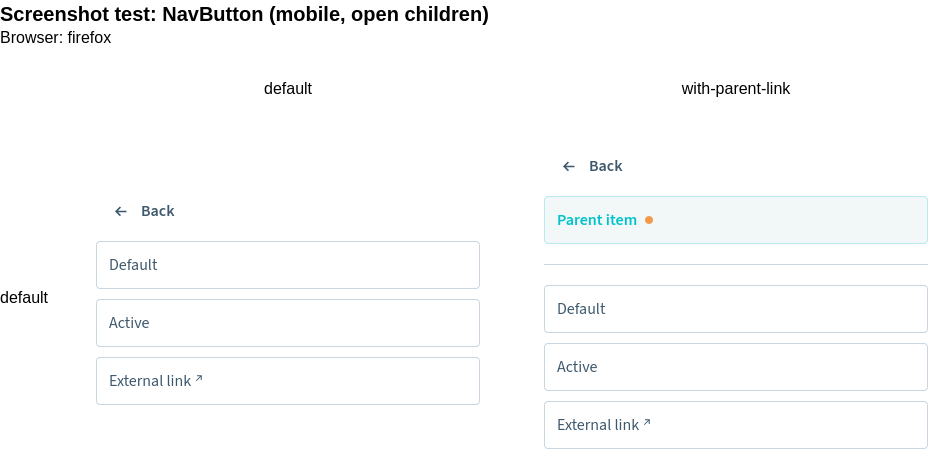 Screenshot test: NavButton (mobile, open children)
Browser: firefox
default
with-parent-link
default
Back
Default
Active
External link ↗
Back
Parent item
Default
Active
External link ↗